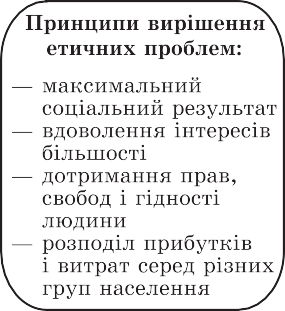 Принципи вирішення
етичних проблем:
— максимальний
соціальний результат
— вдоволення інтересів
більшості
— дотримання прав,
свобод і гідності
людини
— розподіл прибутків
і витрат серед різних
груп населення